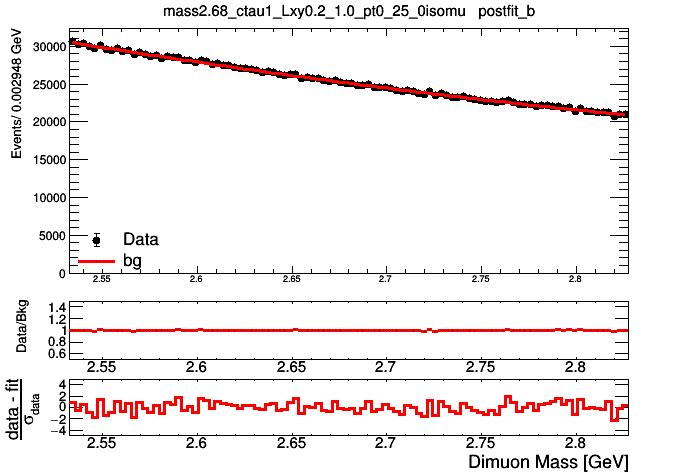 mass2.68_ctau1_Lxy0.2_1.0_pt0_25_0isomu postfit_b
Events/ 0.002948 GeV
30000
25000
20000
15000
10000
5000
0
Data
bg
2.55 2.6 2.65 2.7 2.75 2.8
Data/Bkg
1.4
1.2
1
0.8
0.6
2.55 2.6 2.65 2.7 2.75 2.8
data - fit
σdata
4
2
0
−2
−4
2.55 2.6 2.65 2.7 2.75 2.8
Dimuon Mass [GeV]